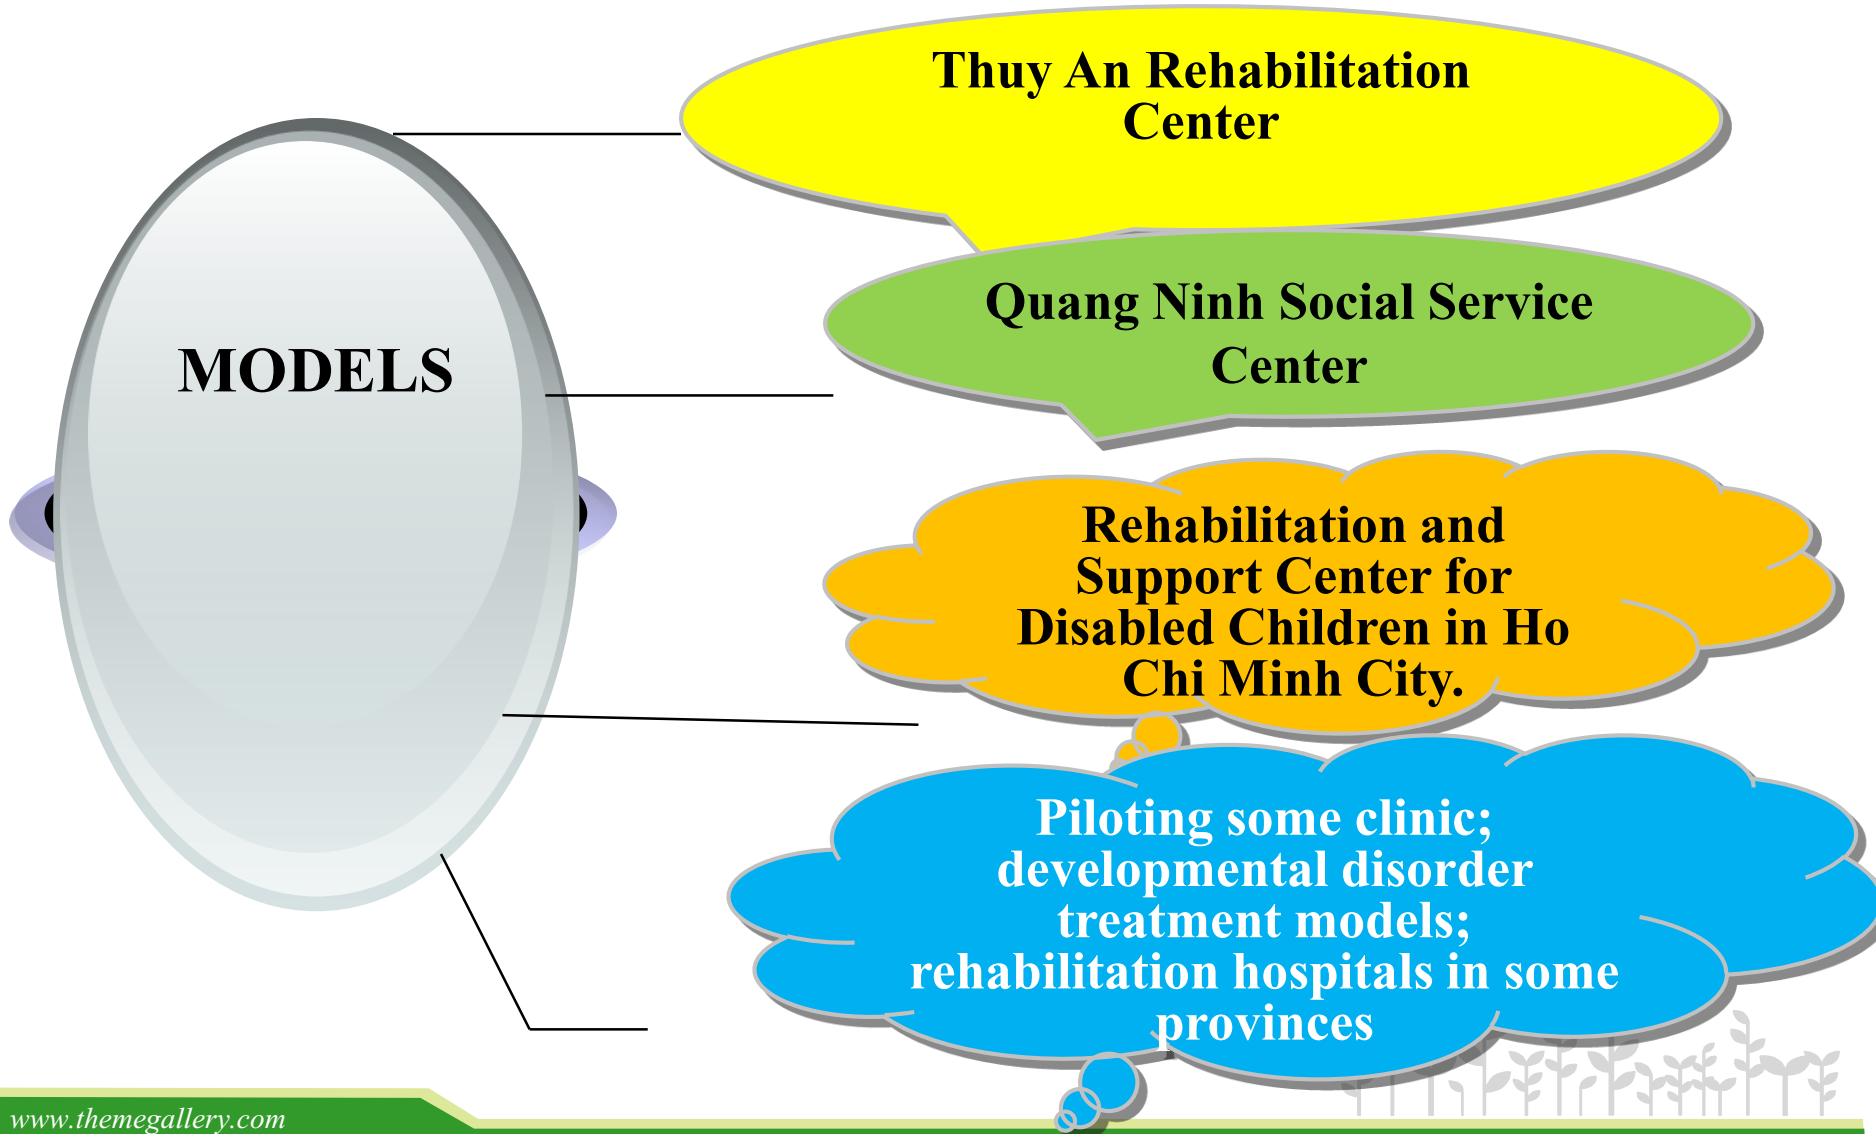 Thuy An Rehabilitation
Center
MODELS
Quang Ninh Social Service
Center
Rehabilitation and
Support Center for
Disabled Children in Ho
Chi Minh City.
Piloting some clinic;
developmental disorder
treatment models;
rehabilitation hospitals in some
provinces
www.themegallery.com